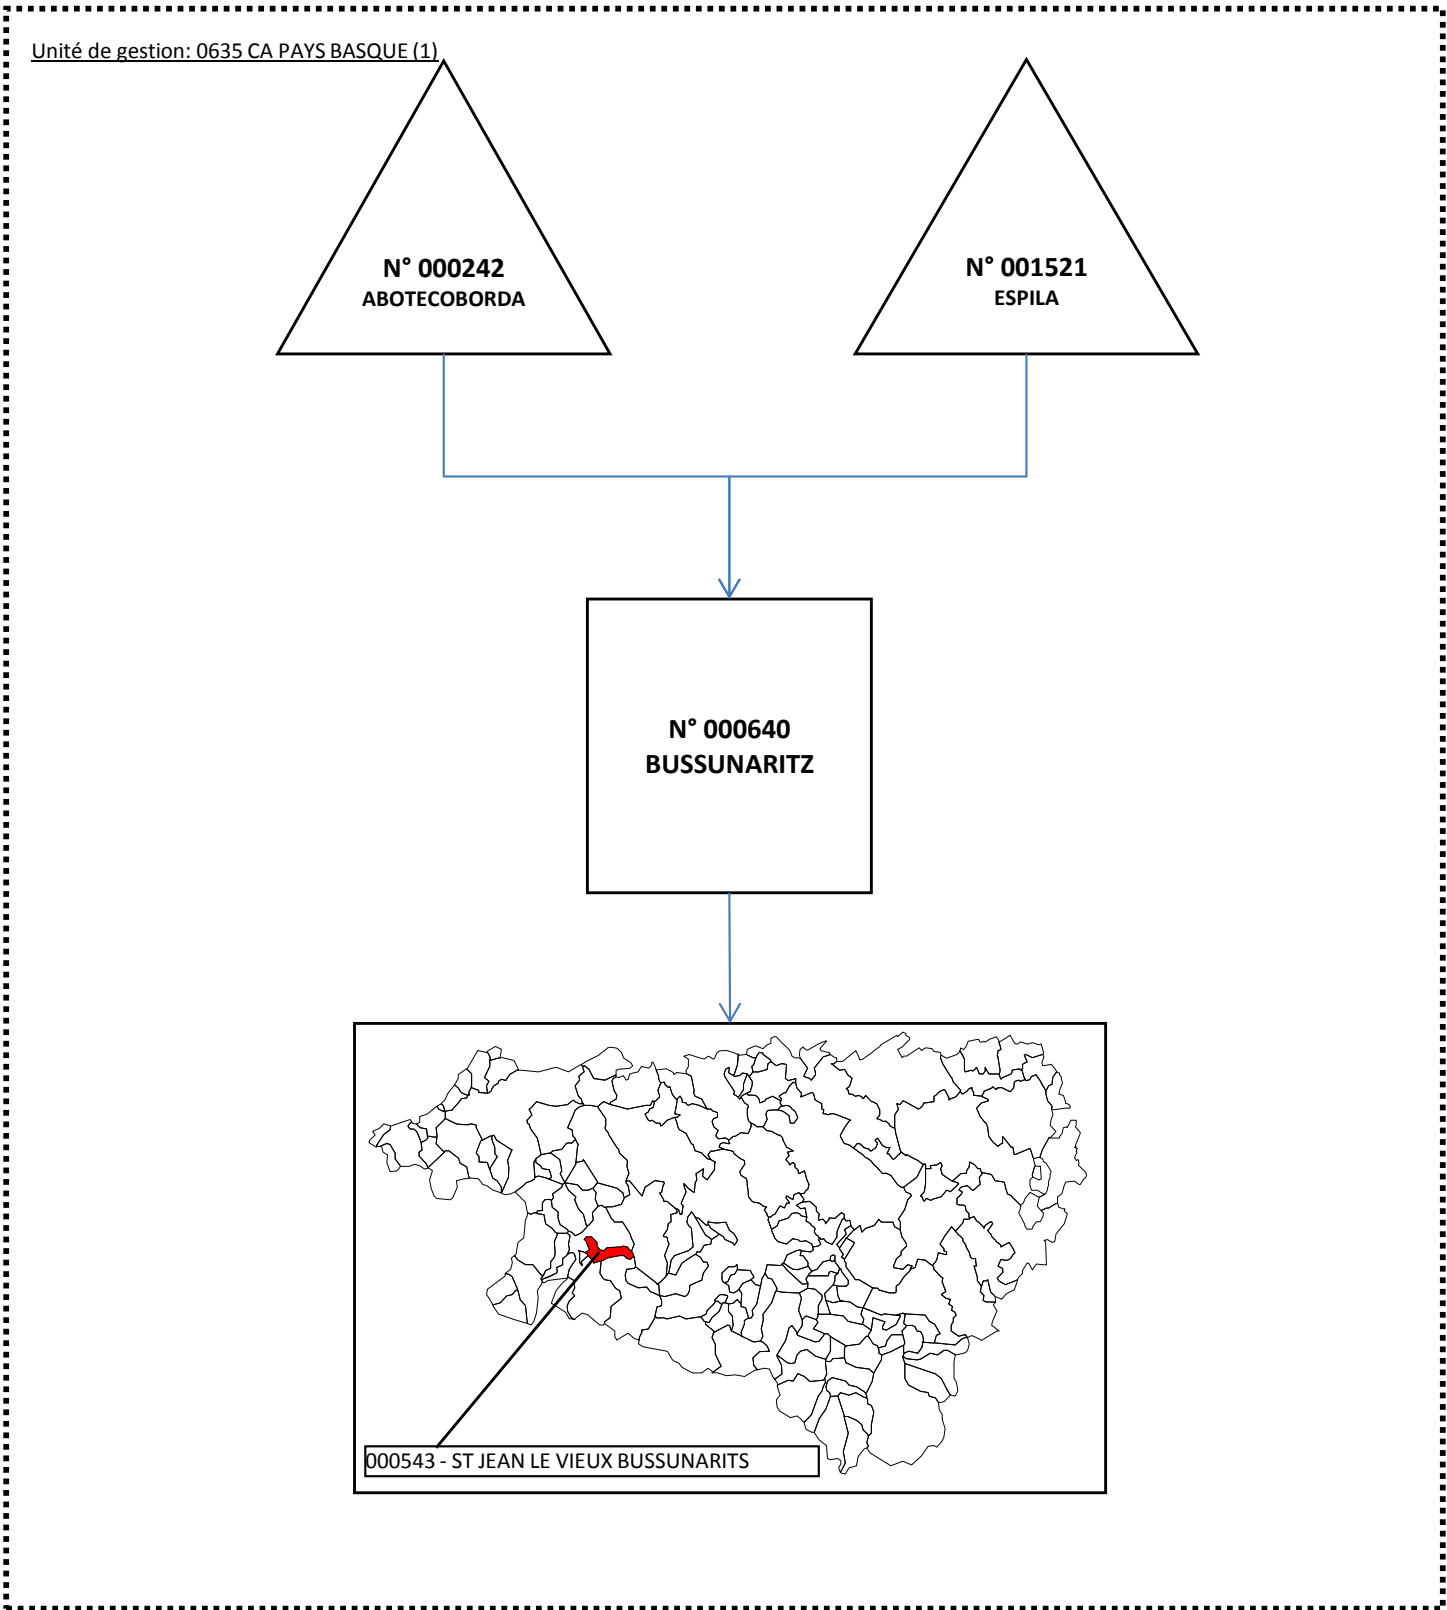 Unité de gestion: 0635 CA PAYS BASQUE (1)
N° 000242
ABOTECOBORDA
N° 001521
ESPILA
N° 000640
BUSSUNARITZ
000543 - ST JEAN LE VIEUX BUSSUNARITS